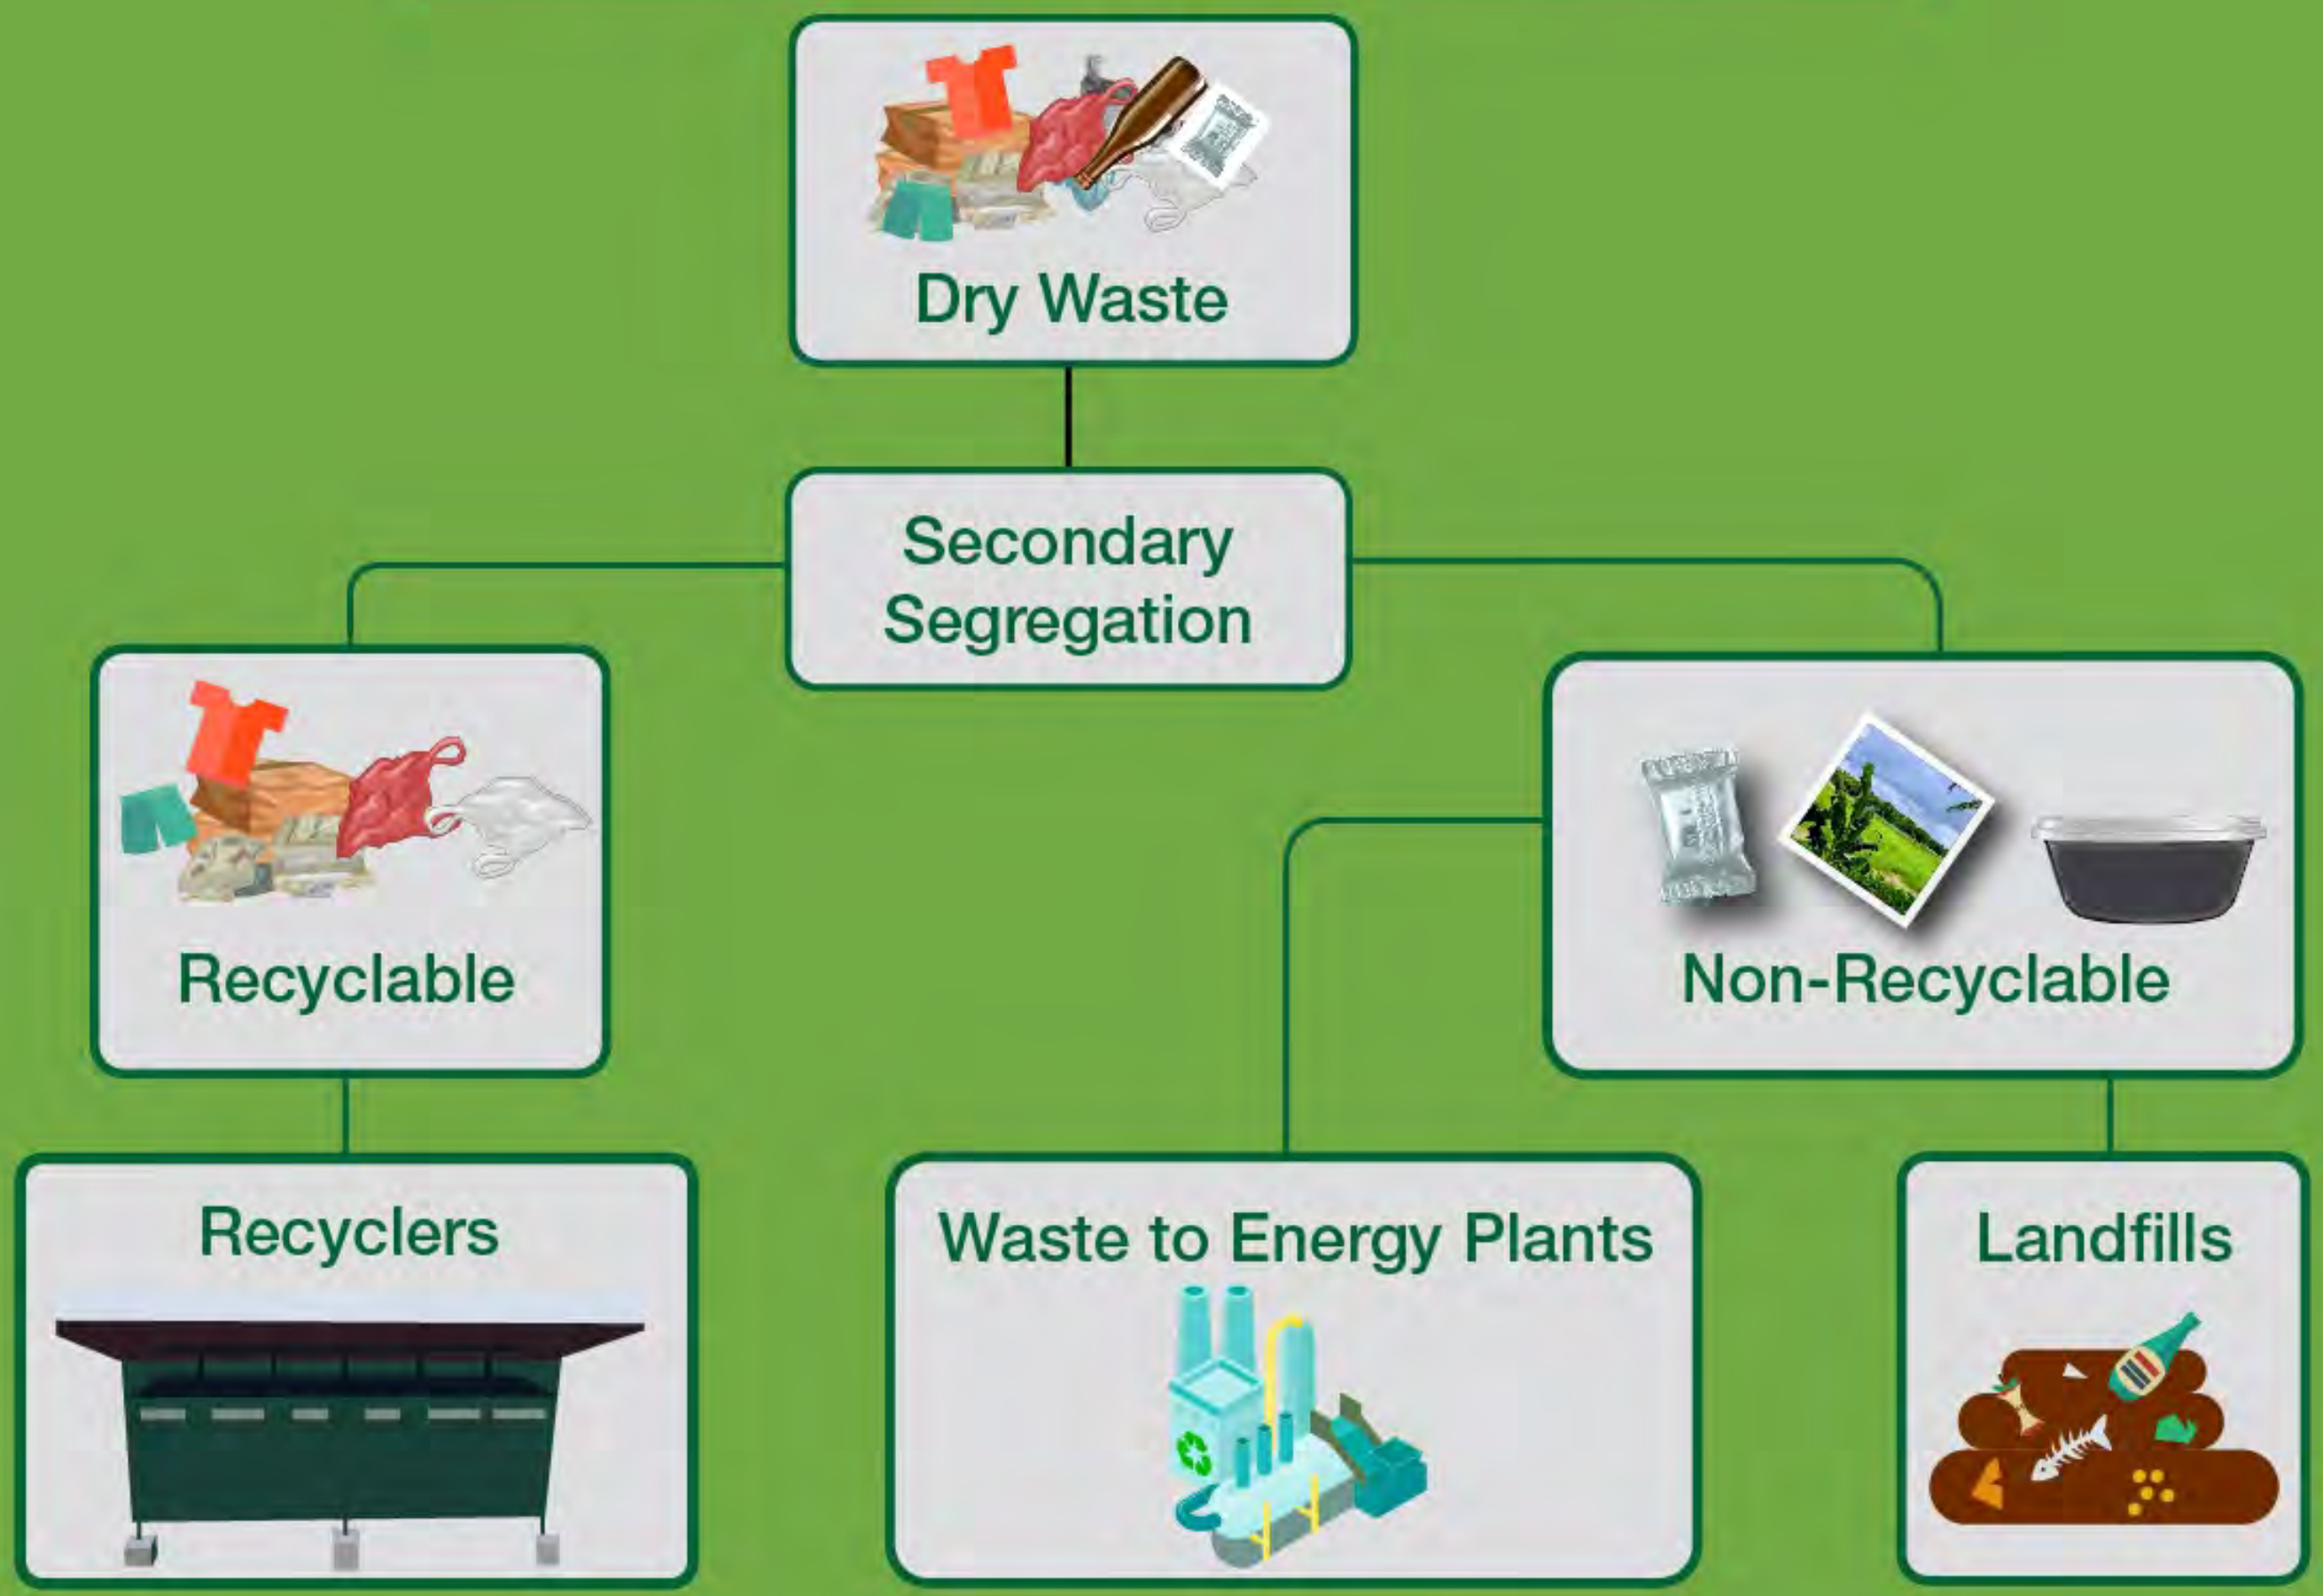 Dry Waste
Secondary
Segregation
Recyclable
Non-Recyclable
Recyclers
Waste to Energy Plants
Landfills